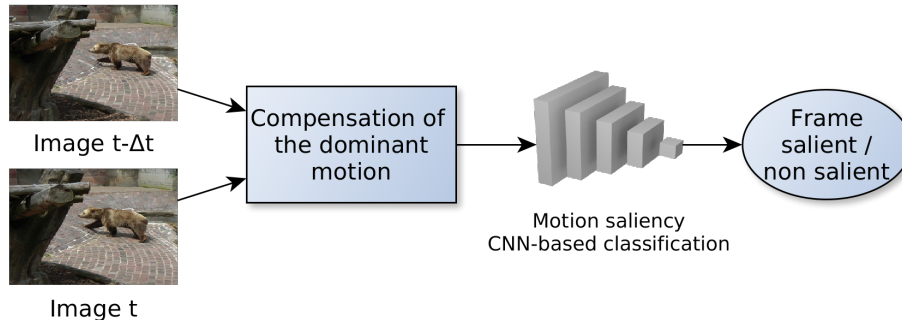 Image t-Δt
Image t
Compensation of
the dominant
motion
Motion saliency
CNN-based classification
Frame
salient /
non salient